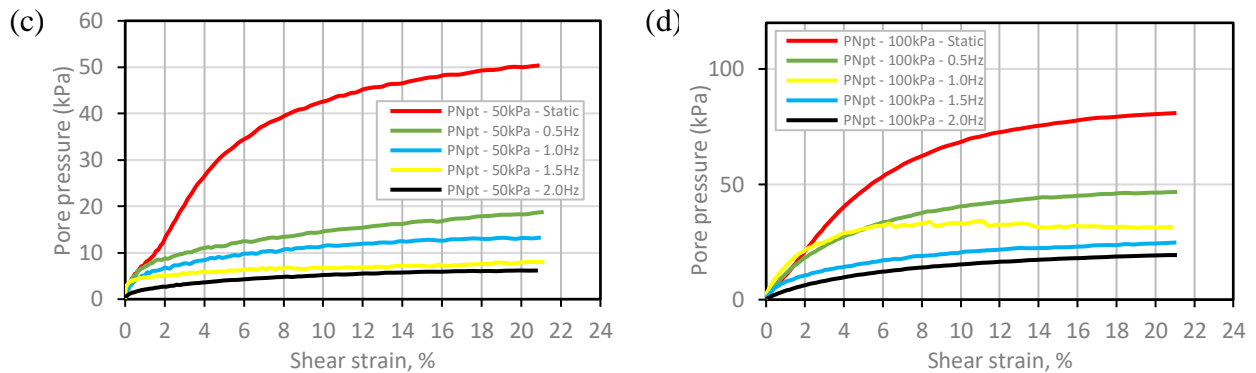 (c)
Pore pressure (kPa)
60
50
40
30
20
10
0
PNpt - 50kPa - Static
PNpt - 50kPa - 0.5Hz
PNpt - 50kPa - 1.0Hz
PNpt - 50kPa - 1.5Hz
PNpt - 50kPa - 2.0Hz
0 2 4 6 8 10 12 14 16 18 20 22 24
Shear strain, %
(d)
Pore pressure (kPa)
100
50
0
PNpt - 100kPa - Static
PNpt - 100kPa - 0.5Hz
PNpt - 100kPa - 1.0Hz
PNpt - 100kPa - 1.5Hz
PNpt - 100kPa - 2.0Hz
0 2 4 6 8 10 12 14 16 18 20 22 24
Shear strain, %